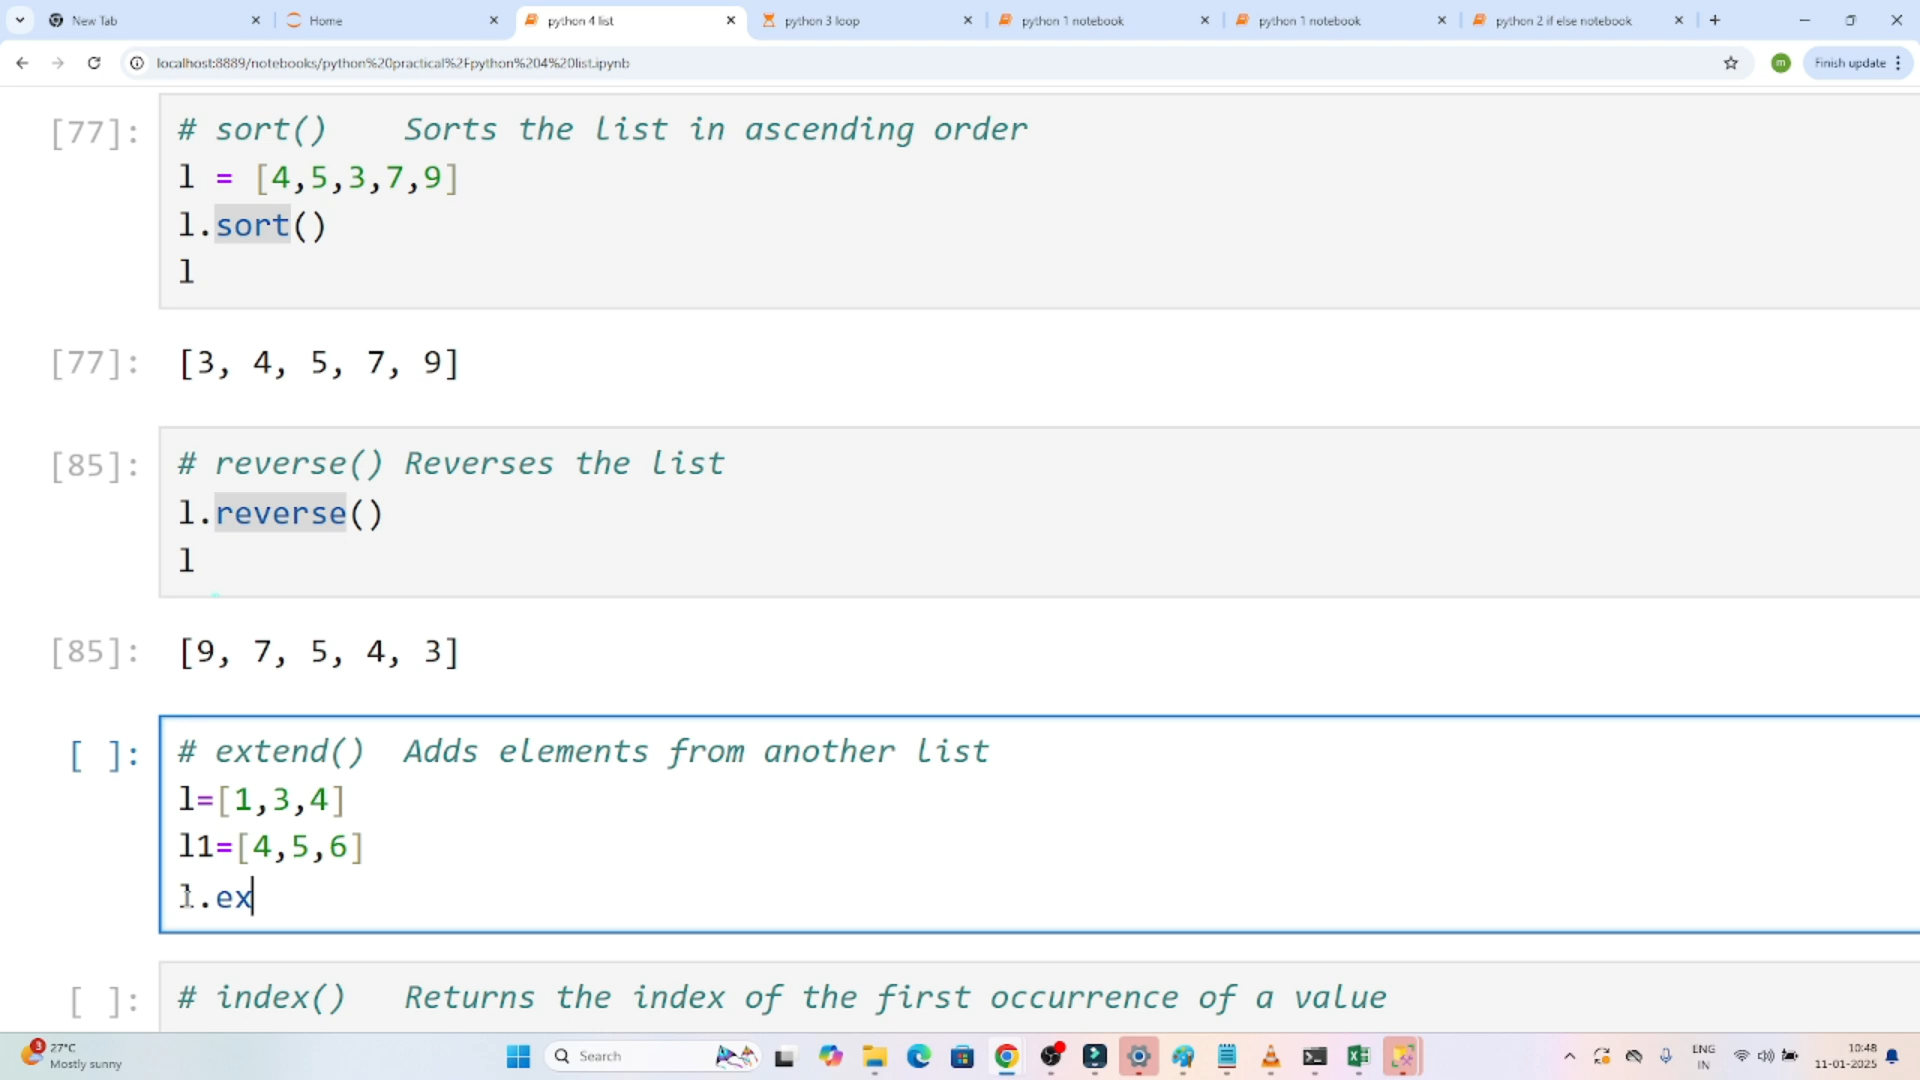 New Tab
Home
python 4 list
python 3 loop
python 1 notebook
python 1 notebook
python 2 if else notebook
localhost:8889/notebooks/python%20practical%2Fpython%204%20list.ipynb
m
Finish update
[77]:
# sort()    Sorts the list in ascending order
l = [4,5,3,7,9]
l.sort()
l
[77]: [3, 4, 5, 7, 9]
[85]:
# reverse() Reverses the list
l.reverse()
l
[85]: [9, 7, 5, 4, 3]
[ ]:
# extend()  Adds elements from another list
l=[1,3,4]
l1=[4,5,6]
l.ex
[ ]:
# index()   Returns the index of the first occurrence of a value
3
27°C
Mostly sunny
Search
ENG
IN
10:48
11-01-2025